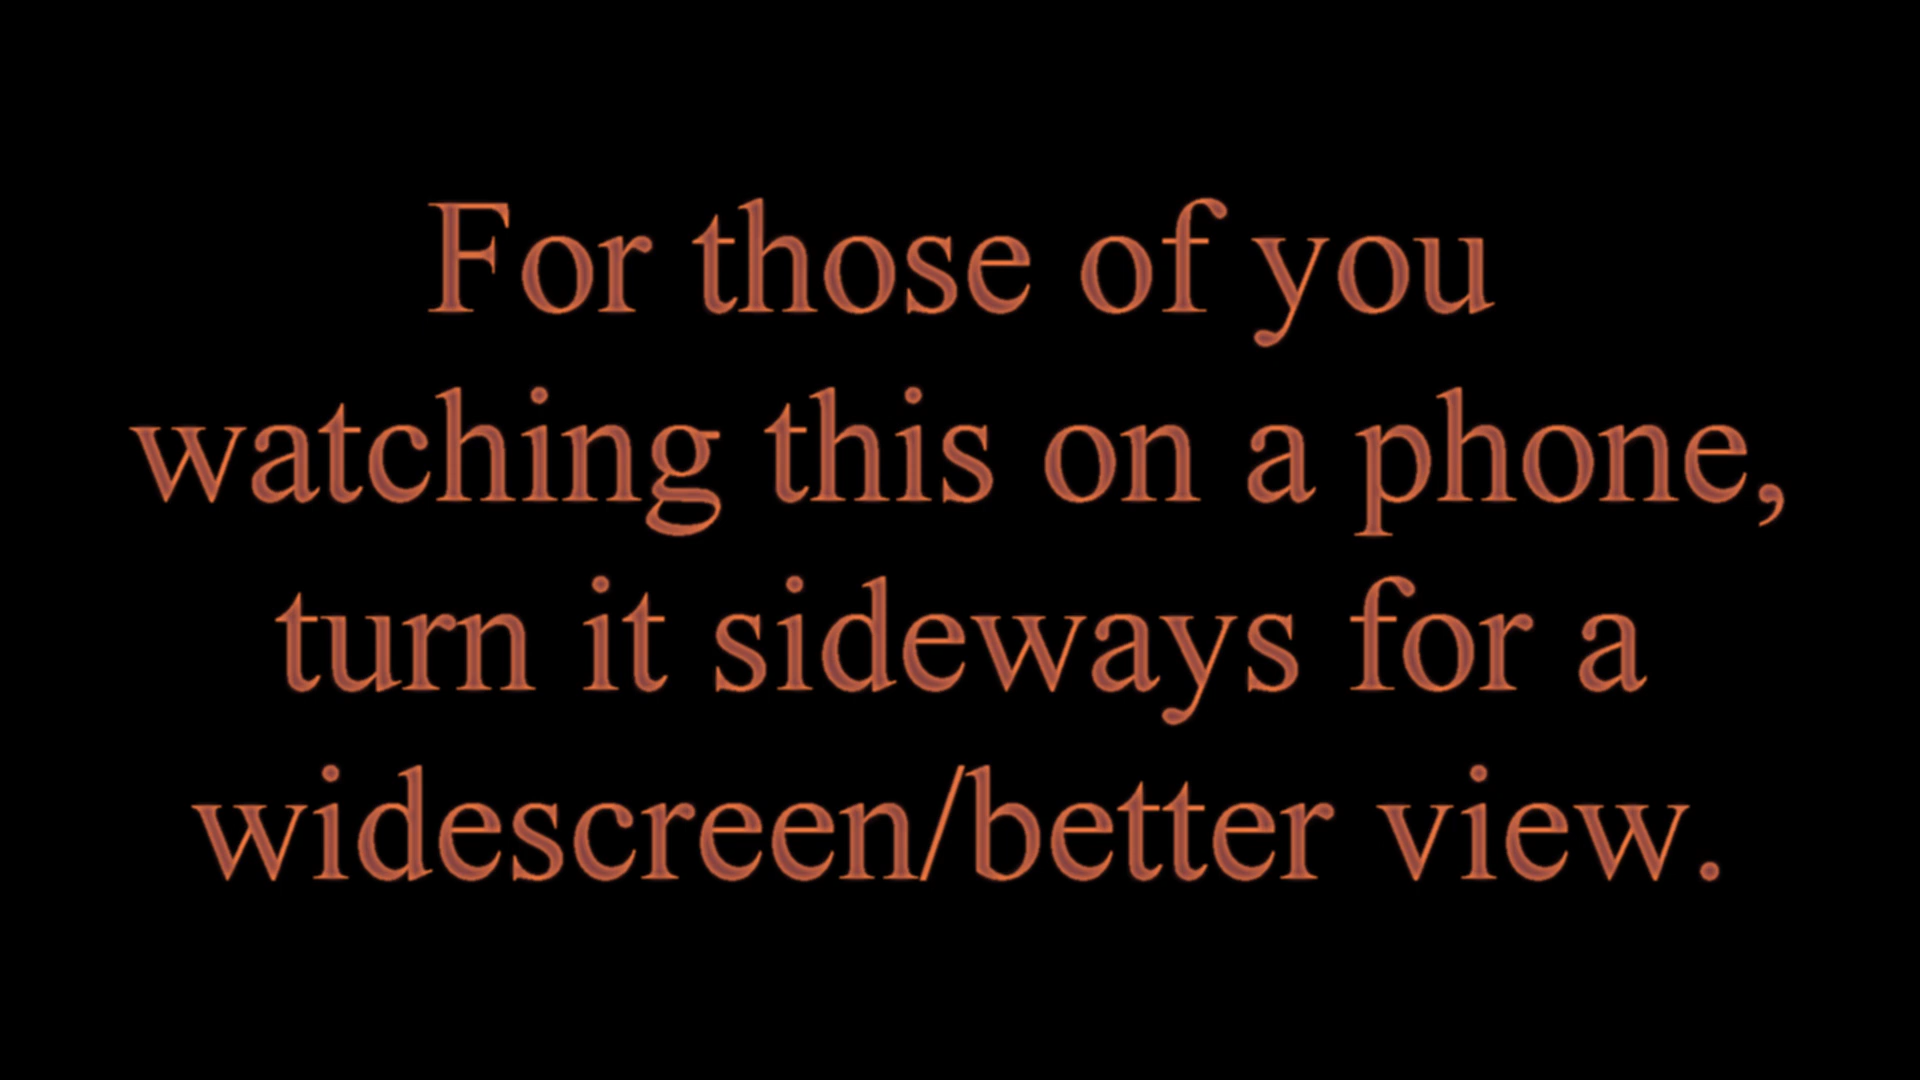 For those of you
watching this on a phone,
turn it sideways for a
widescreen/better view.